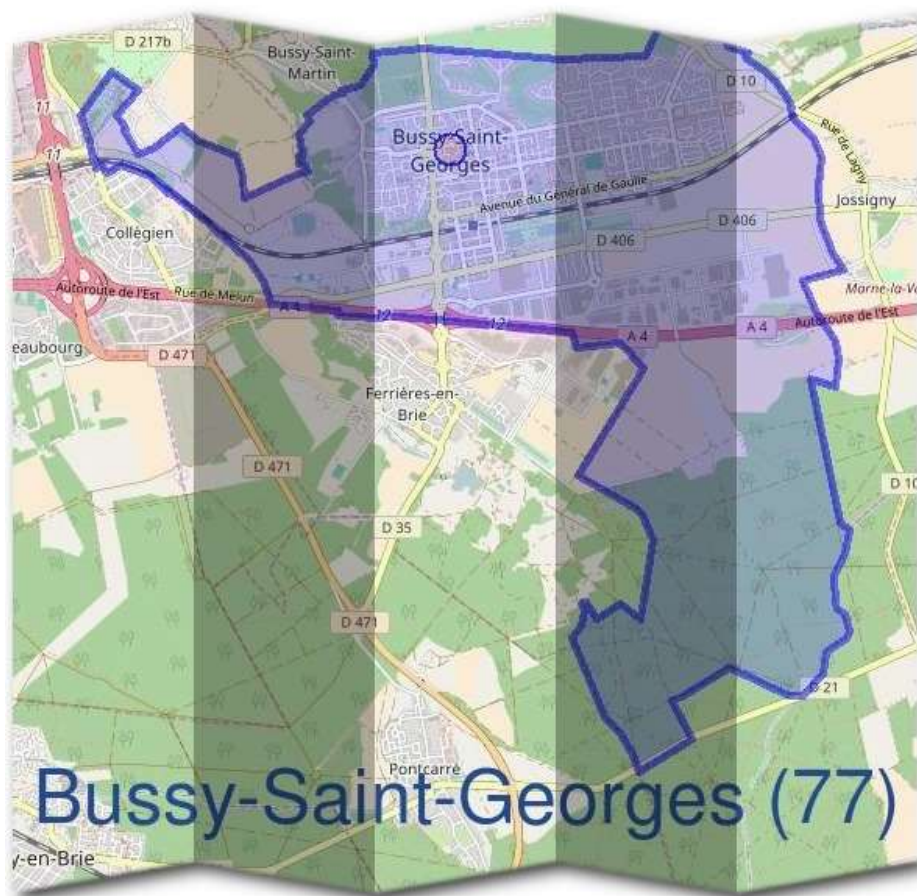 D 217b
Bussy-Saint-
Martin
11
D 10
11
Bussy-Saint-
Georges
Rue de Lagny
Avenue du Général de Gaulle
Jossigny
D 406
D 406
Collégien
Autoroute de l'Est
Rue de Melun
Marne-la-Va
A 4
12
11
12
A 4
A 4
Autoroute de l'Est
eaubourg
D 471
Ferrières-en-
Brie
D 471
D 10
D 35
D 471
D 21
Pontcarré
Bussy-Saint-Georges (77)
y-en-Brie